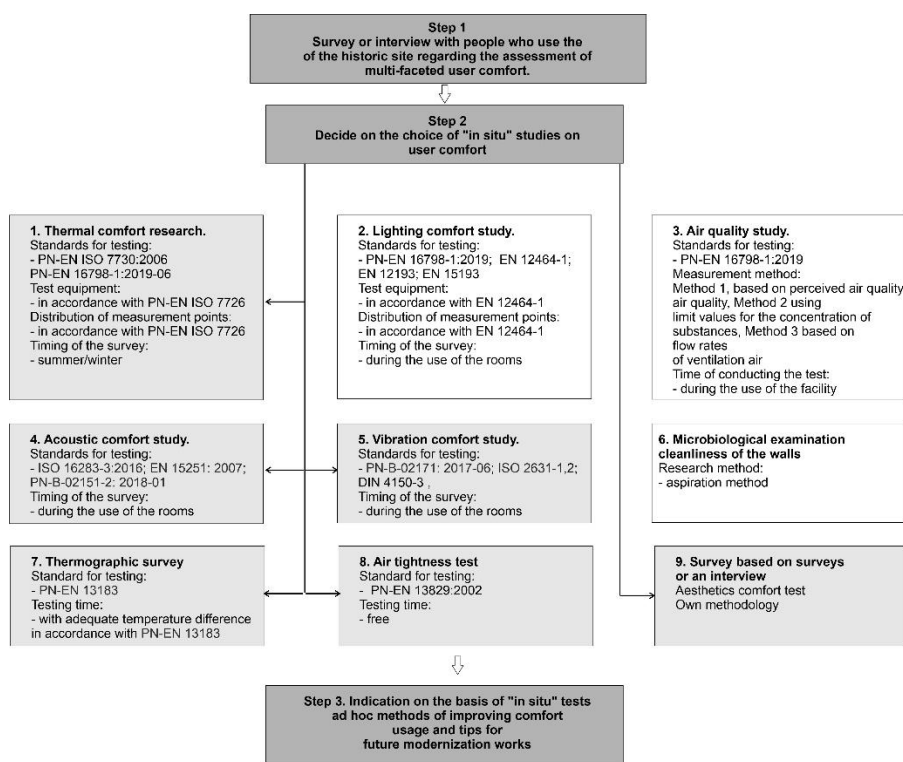 Step 1
Survey or interview with people who use the
of the historic site regarding the assessment of
multi-faceted user comfort.
Step 2
Decide on the choice of "in situ" studies on
user comfort
1. Thermal comfort research.
Standards for testing:
- PN-EN ISO 7730:2006
PN-EN 16798-1:2019-06
Test equipment:
- in accordance with PN-EN ISO 7726
Distribution of measurement points:
- in accordance with PN-EN ISO 7726
Timing of the survey:
- summer/winter
2. Lighting comfort study.
Standards for testing:
- PN-EN 16798-1:2019; EN 12464-1;
EN 12193; EN 15193
Test equipment:
- in accordance with EN 12464-1
Distribution of measurement points:
- in accordance with EN 12464-1
Timing of the survey:
- during the use of the rooms
3. Air quality study.
Standards for testing:
- PN-EN 16798-1:2019
Measurement method:
Method 1, based on perceived air quality
air quality, Method 2 using
limit values for the concentration of
substances, Method 3 based on
flow rates
of ventilation air
Time of conducting the test:
- during the use of the facility
4. Acoustic comfort study.
Standards for testing:
- ISO 16283-3:2016; EN 15251: 2007;
PN-B-02151-2: 2018-01
Timing of the survey:
- during the use of the rooms
5. Vibration comfort study.
Standards for testing:
- PN-B-02171: 2017-06; ISO 2631-1,2;
DIN 4150-3 ,
Timing of the survey:
- during the use of the rooms
6. Microbiological examination
cleanliness of the walls
Research method:
- aspiration method
7. Thermographic survey
Standard for testing:
- PN-EN 13183
Testing time:
- with adequate temperature difference
in accordance with PN-EN 13183
8. Air tightness test
Standard for testing:
- PN-EN 13829:2002
Testing time:
- free
9. Survey based on surveys
or an interview
Aesthetics comfort test
Own methodology
Step 3. Indication on the basis of "in situ" tests
ad hoc methods of improving comfort
usage and tips for
future modernization works